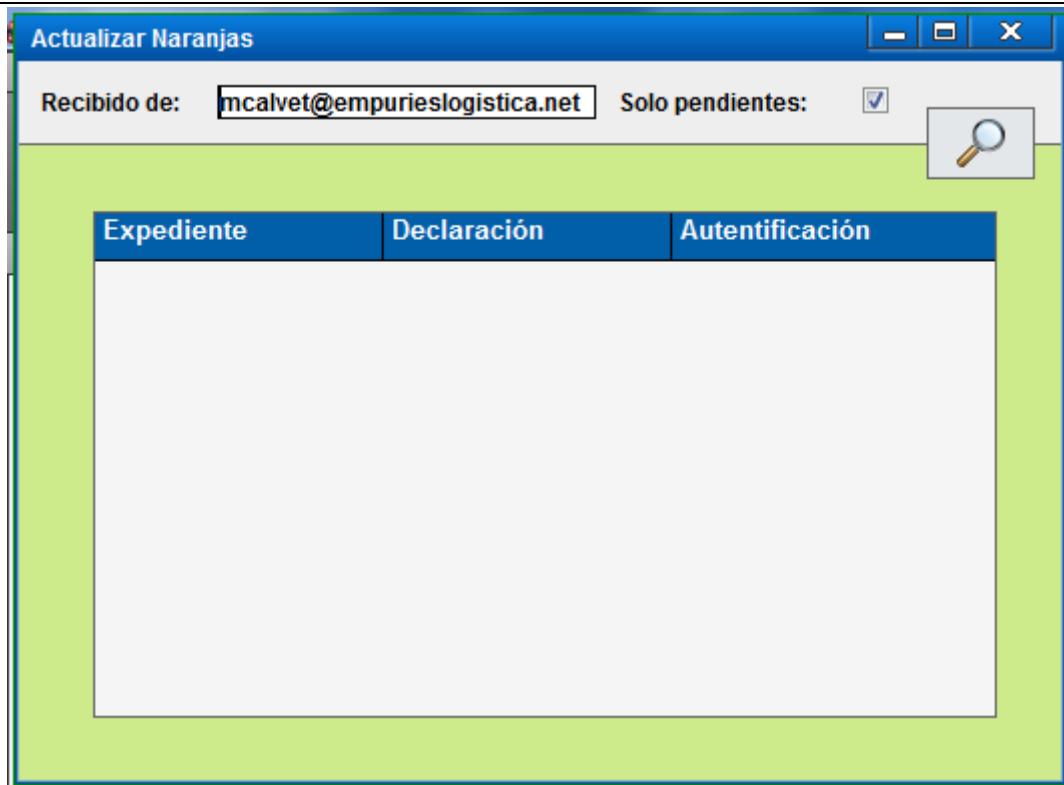 Actualizar Naranjas
Recibido de: mcalvet@empurieslogistica.net Solo pendientes:
Expediente Declaración Autentificación